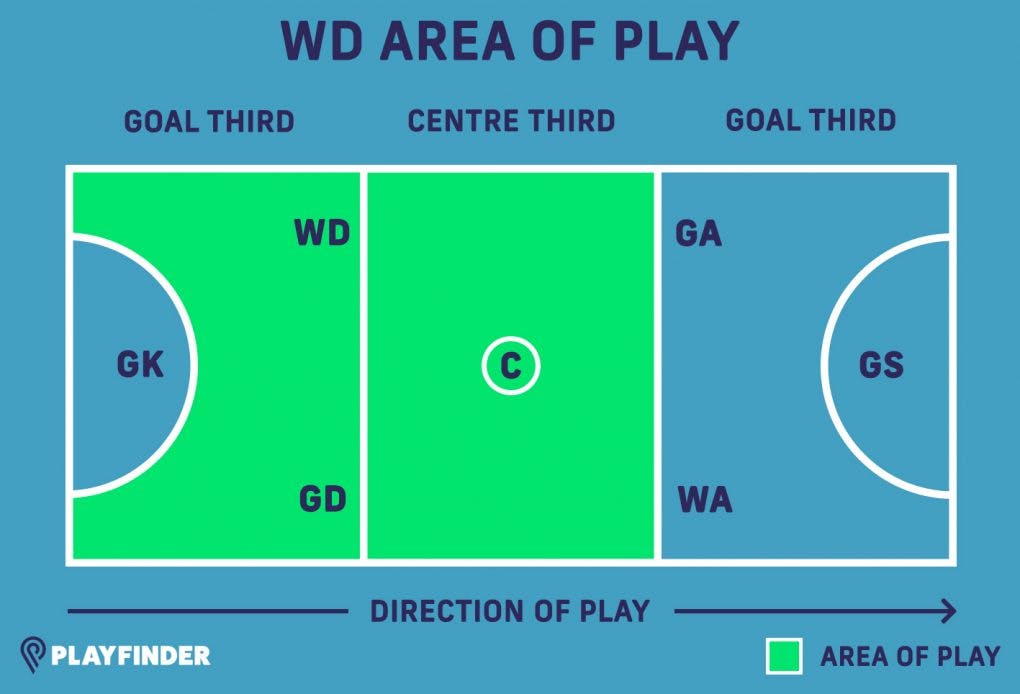 WD AREA OF PLAY
GOAL THIRD
CENTRE THIRD
GOAL THIRD
WD
GA
GK
C
GS
GD
WA
DIRECTION OF PLAY
PLAYFINDER
AREA OF PLAY